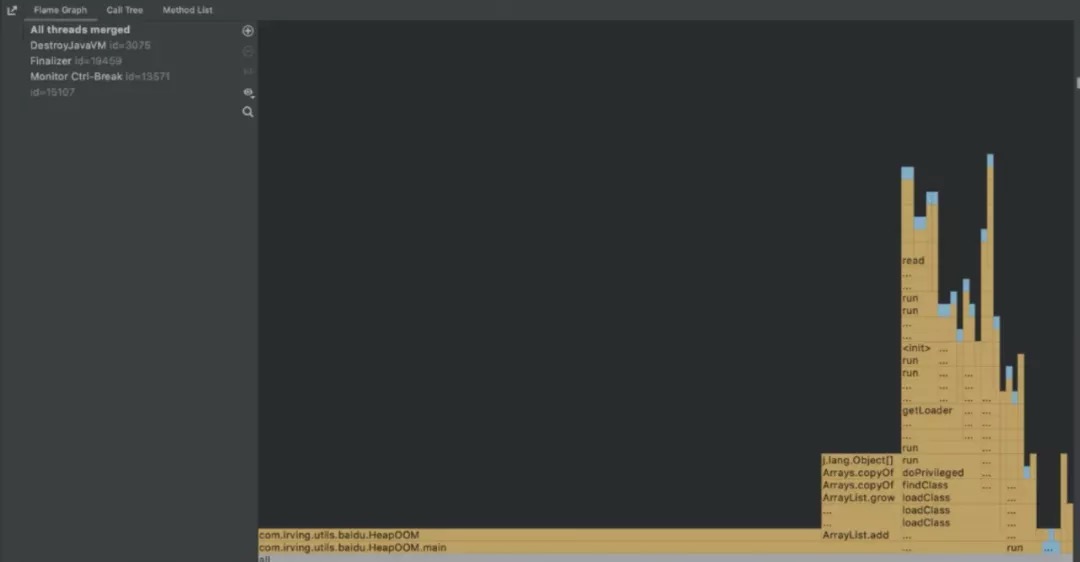 Flame Graph Call Tree Method List
All threads merged
DestroyJavaVM id=3075
Finalizer id=19459
Monitor Ctrl-Break id=13571
id=15107
read
...
...
run
run
...
...
<init> ...
run ...
run ... ...
... ... ...
... ... ... ...
getLoader ... ...
... ... ...
... ... ...
run ...
j.lang.Object[] run ...
Arrays.copyOf doPrivileged ...
Arrays.copyOf findClass ... ...
ArrayList.grow loadClass ...
... loadClass ...
... loadClass ...
com.irving.utils.baidu.HeapOOM ArrayList.add ... ...
com.irving.utils.baidu.HeapOOM.main ... run ...
all